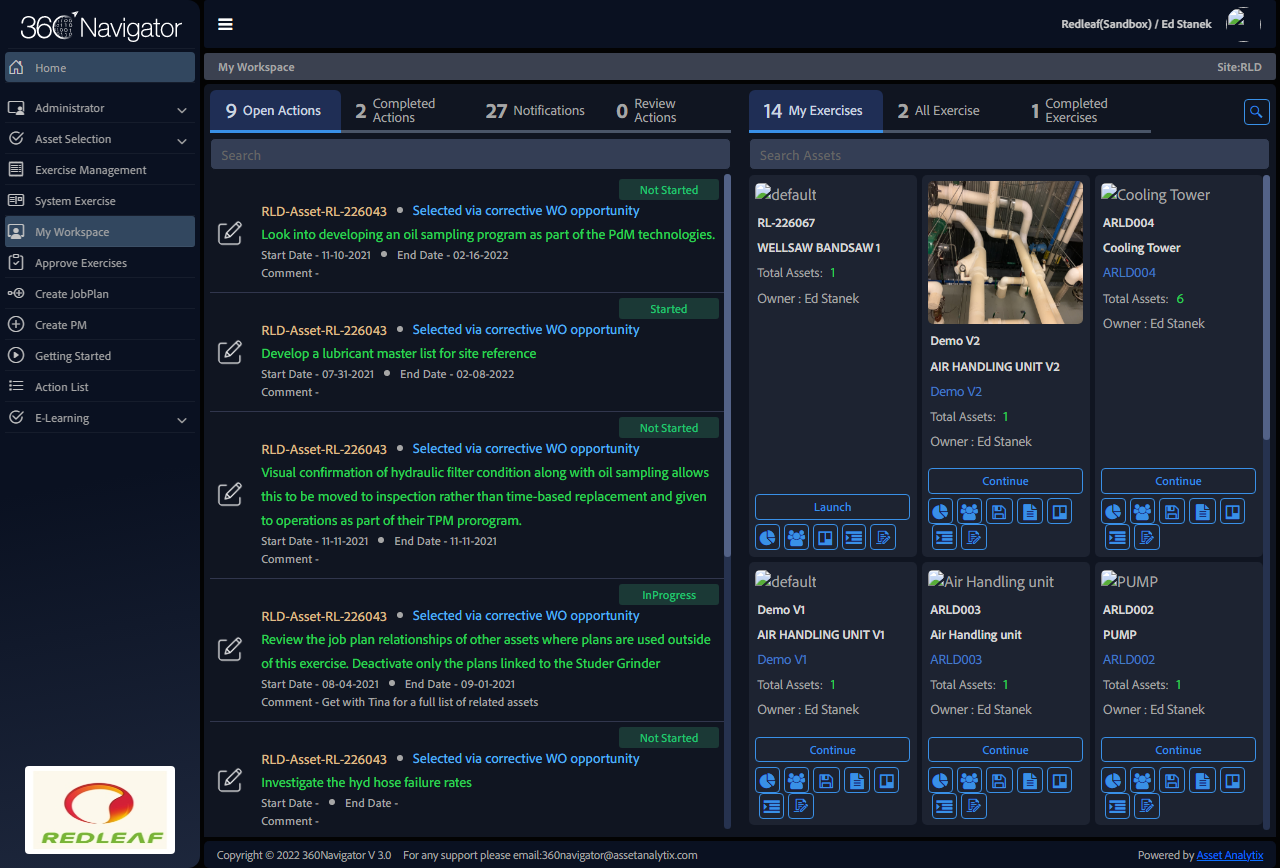 360 Navigator
Redleaf(Sandbox) / Ed Stanek
Home
Administrator
Asset Selection
Exercise Management
System Exercise
My Workspace
Approve Exercises
Create JobPlan
Create PM
Getting Started
Action List
E-Learning
REDLEAF
My Workspace
Site:RLD
9 Open Actions
2 Completed Actions
27 Notifications
0 Review Actions
Search
Not Started
RLD-Asset-RL-226043 • Selected via corrective WO opportunity
Look into developing an oil sampling program as part of the PdM technologies.
Start Date - 11-10-2021 • End Date - 02-16-2022
Comment -
Started
RLD-Asset-RL-226043 • Selected via corrective WO opportunity
Develop a lubricant master list for site reference
Start Date - 07-31-2021 • End Date - 02-08-2022
Comment -
Not Started
RLD-Asset-RL-226043 • Selected via corrective WO opportunity
Visual confirmation of hydraulic filter condition along with oil sampling allows
this to be moved to inspection rather than time-based replacement and given
to operations as part of their TPM prorogram.
Start Date - 11-11-2021 • End Date - 11-11-2021
Comment -
InProgress
RLD-Asset-RL-226043 • Selected via corrective WO opportunity
Review the job plan relationships of other assets where plans are used outside
of this exercise. Deactivate only the plans linked to the Studer Grinder
Start Date - 08-04-2021 • End Date - 09-01-2021
Comment - Get with Tina for a full list of related assets
Not Started
RLD-Asset-RL-226043 • Selected via corrective WO opportunity
Investigate the hyd hose failure rates
Start Date - • End Date -
Comment -
14 My Exercises
2 All Exercise
1 Completed Exercises
Search Assets
default
RL-226067
WELLSAW BANDSAW 1
Total Assets: 1
Owner : Ed Stanek
Launch
Demo V2
AIR HANDLING UNIT V2
Demo V2
Total Assets: 1
Owner : Ed Stanek
Continue
Cooling Tower
ARLD004
Cooling Tower
ARLD004
Total Assets: 6
Owner : Ed Stanek
Continue
default
Demo V1
AIR HANDLING UNIT V1
Demo V1
Total Assets: 1
Owner : Ed Stanek
Continue
Air Handling unit
ARLD003
Air Handling unit
ARLD003
Total Assets: 1
Owner : Ed Stanek
Continue
PUMP
ARLD002
PUMP
ARLD002
Total Assets: 1
Owner : Ed Stanek
Continue
Copyright © 2022 360Navigator V 3.0 For any support please email:360navigator@assetanalytix.com
Powered by Asset Analytix